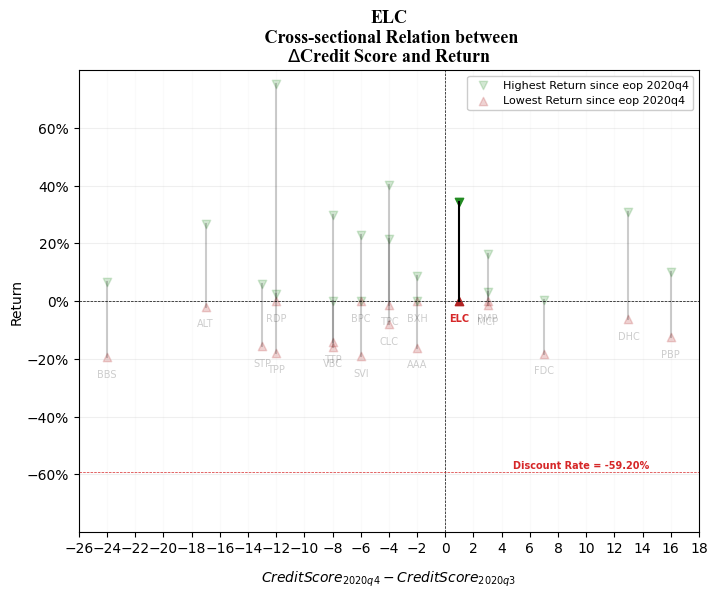 ELC
Cross-sectional Relation between
ΔCredit Score and Return
Highest Return since eop 2020q4
Lowest Return since eop 2020q4
60%
40%
20%
0%
−20%
−40%
−60%
Return
BBS
ALT
STP
RDP
TPP
TTP
VBC
BPC
SVI
TPC
CLC
BXH
AAA
ELC
MCP
FDC
DHC
PBP
Discount Rate = -59.20%
−26 −24 −22 −20 −18 −16 −14 −12 −10 −8 −6 −4 −2 0 2 4 6 8 10 12 14 16 18
CreditScore2020q4 − CreditScore2020q3